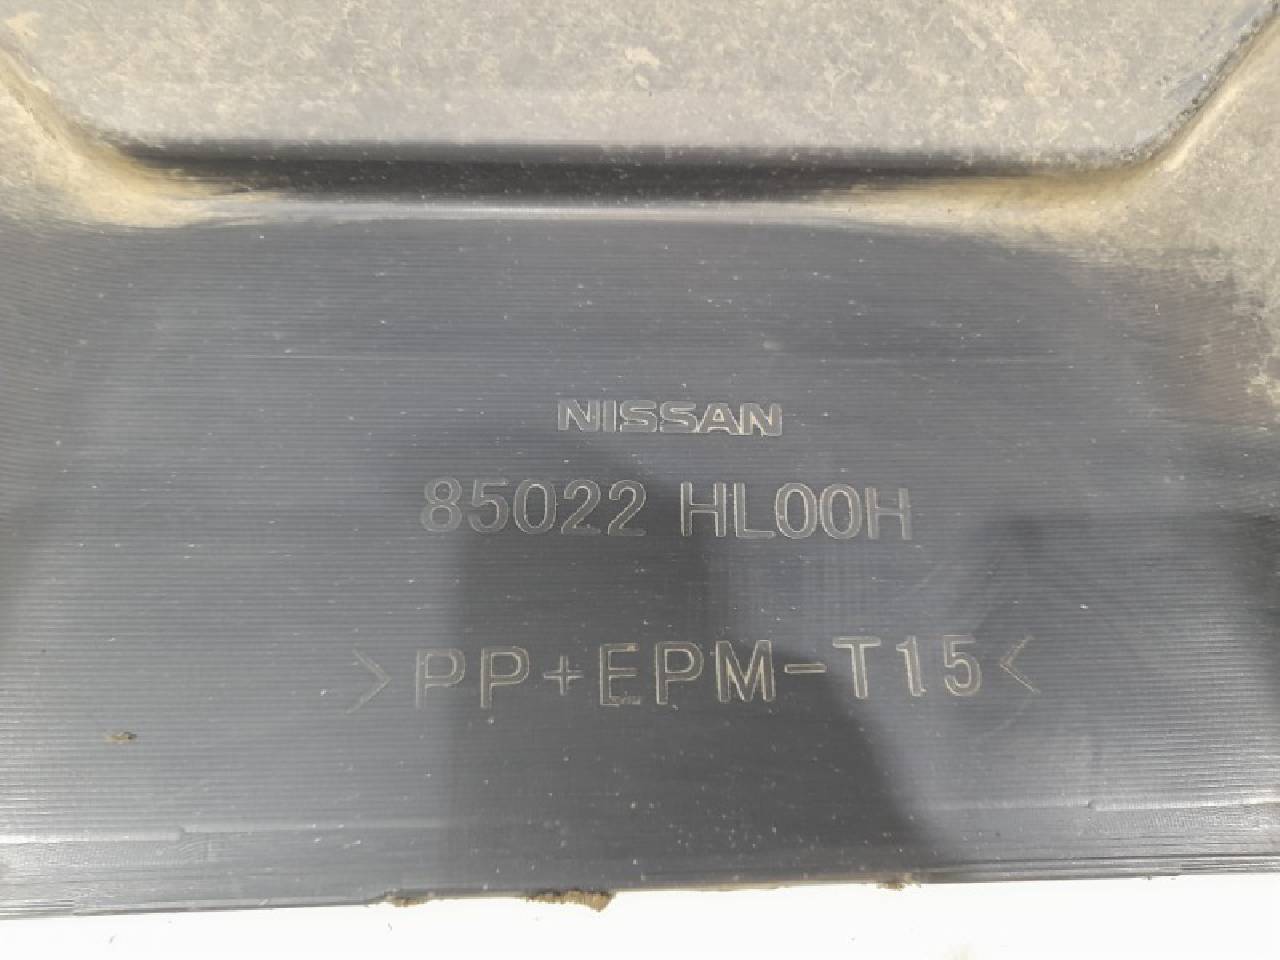 NISSAN
85022 HL00H
>PP+EPM-T15<